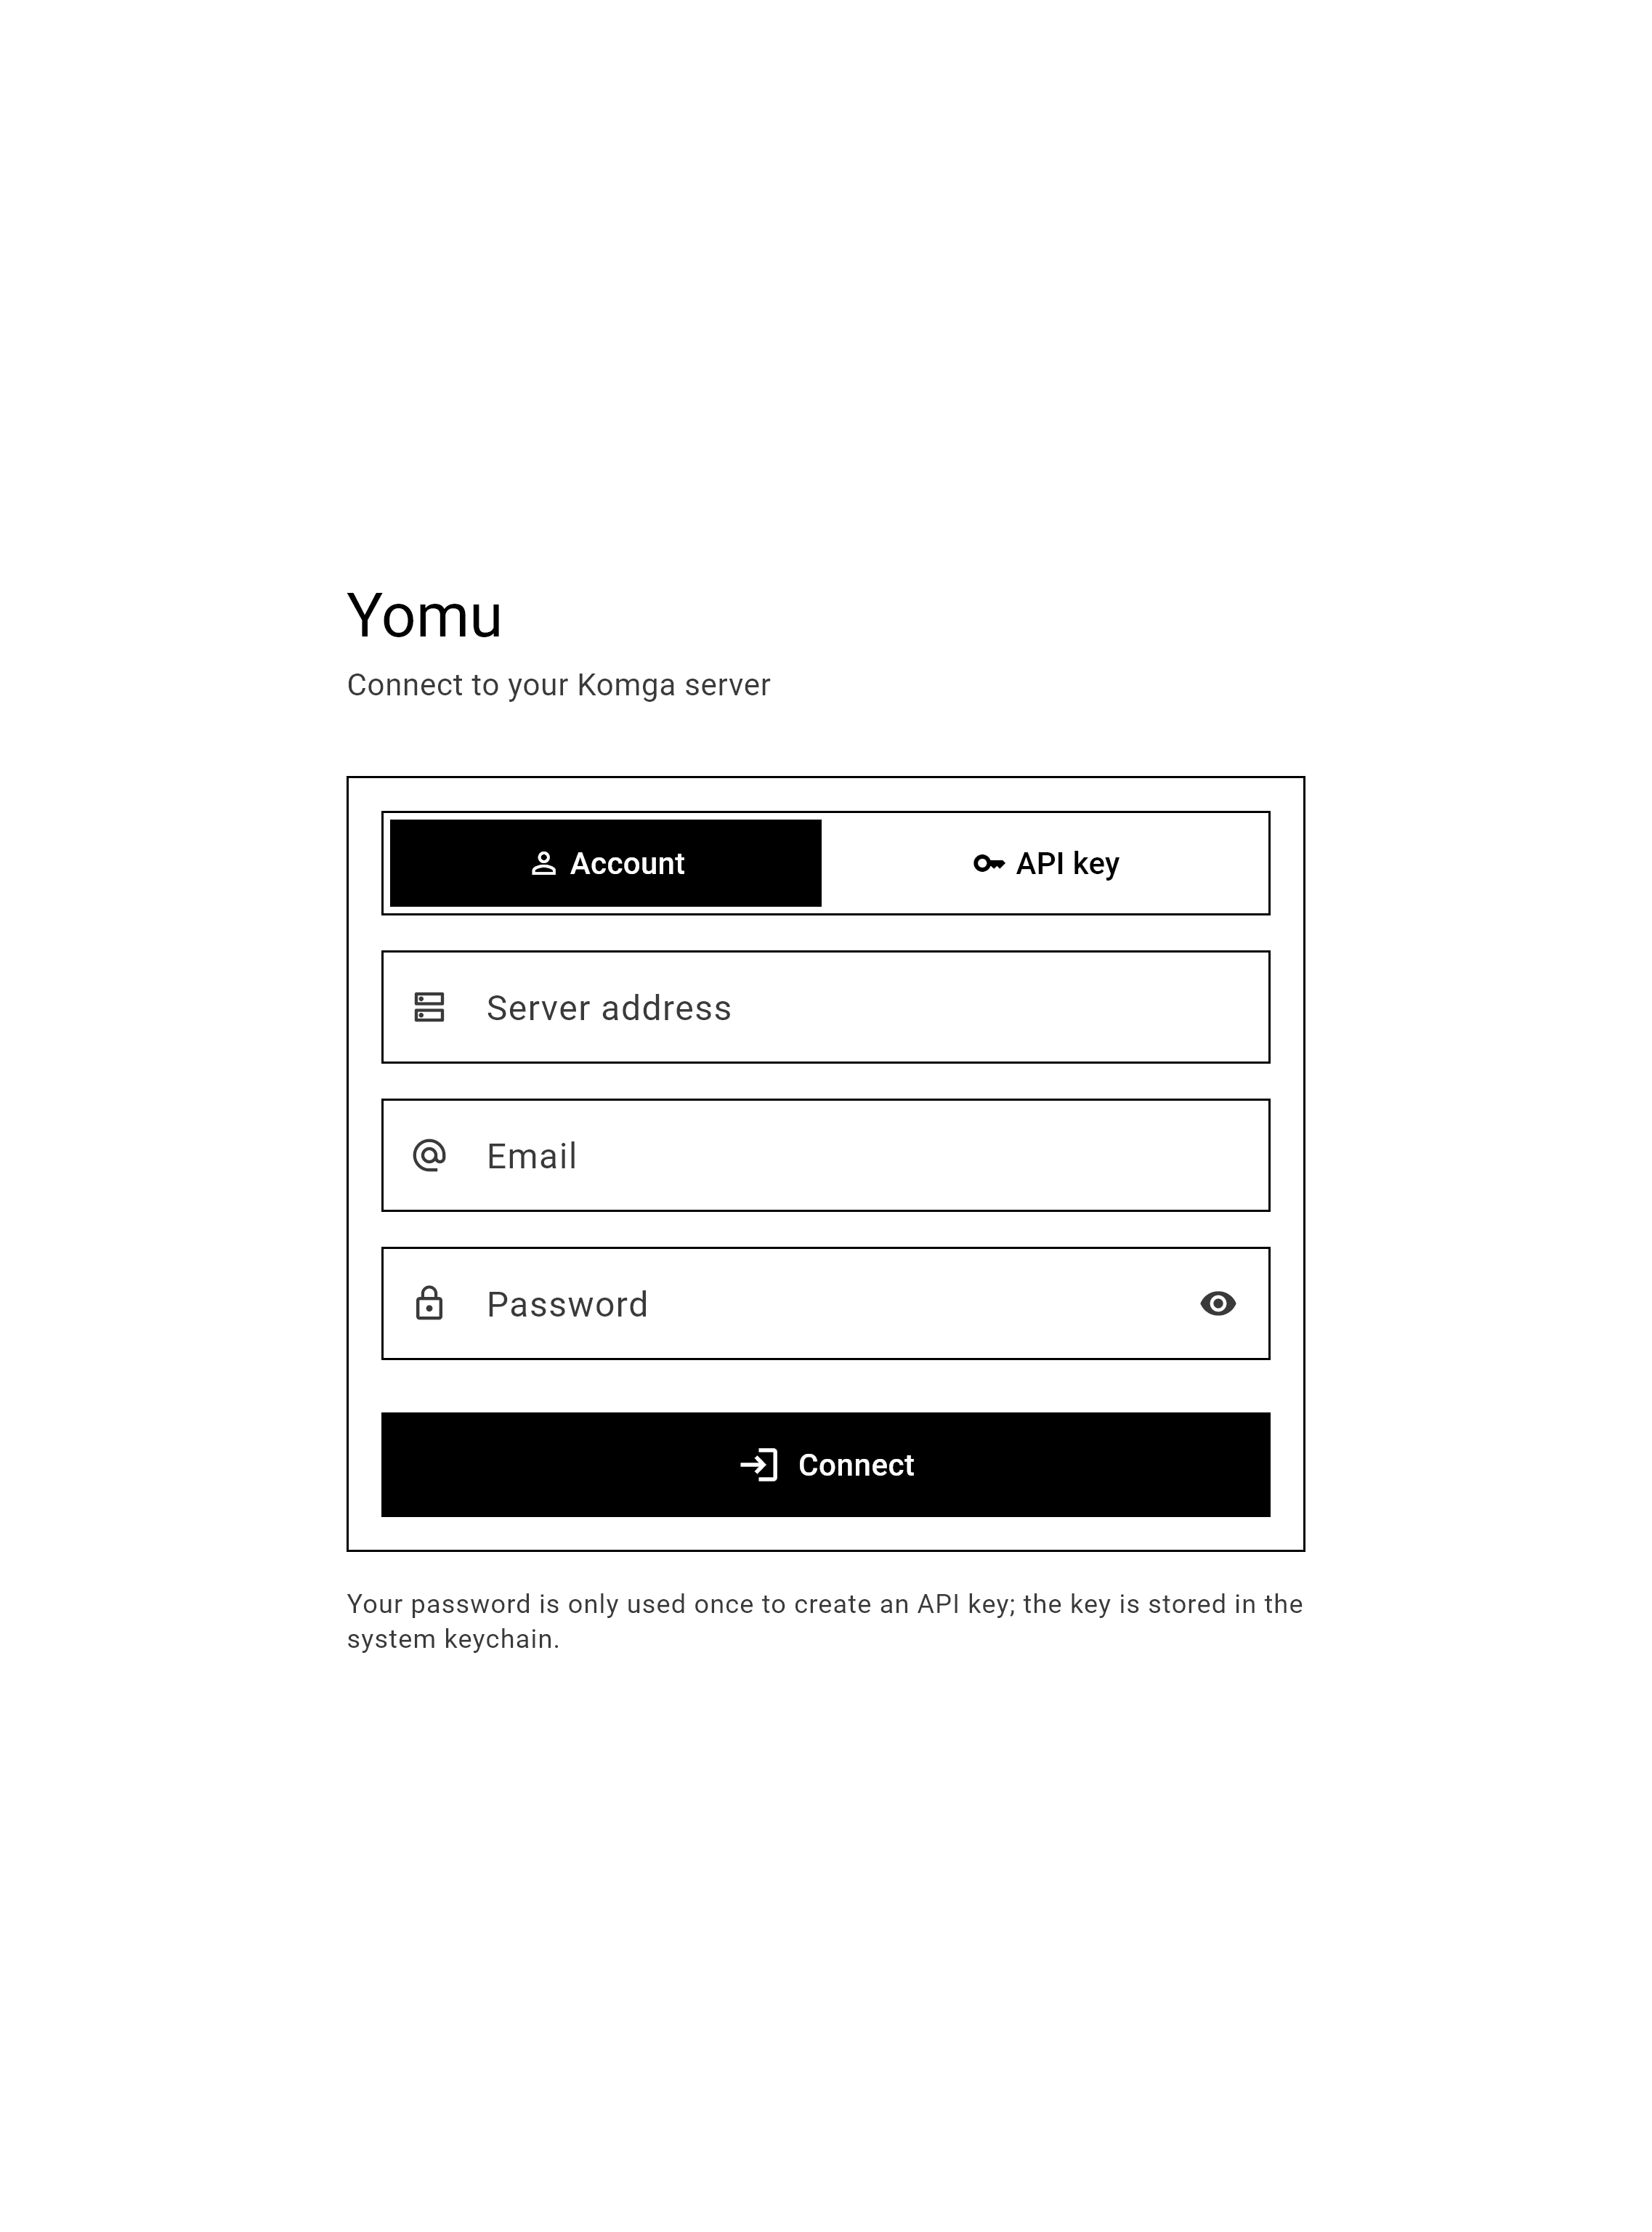 Yomu
Connect to your Komga server
Account
API key
Server address
Email
Password
Connect
Your password is only used once to create an API key; the key is stored in the
system keychain.